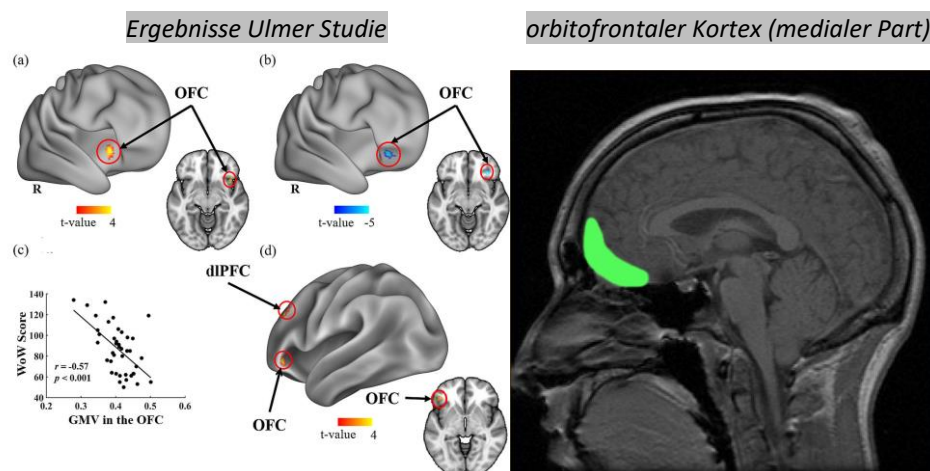 Ergebnisse Ulmer Studie
orbitofrontaler Kortex (medialer Part)
(a)
OFC
R
t-value 4
(b)
R
t-value -5
(c)
WoW Score
140
120
100
80
60
40
r = -0.57
p < 0.001
0.2 0.3 0.4 0.5 0.6
GMV in the OFC
(d)
dlPFC
OFC
OFC
t-value 4